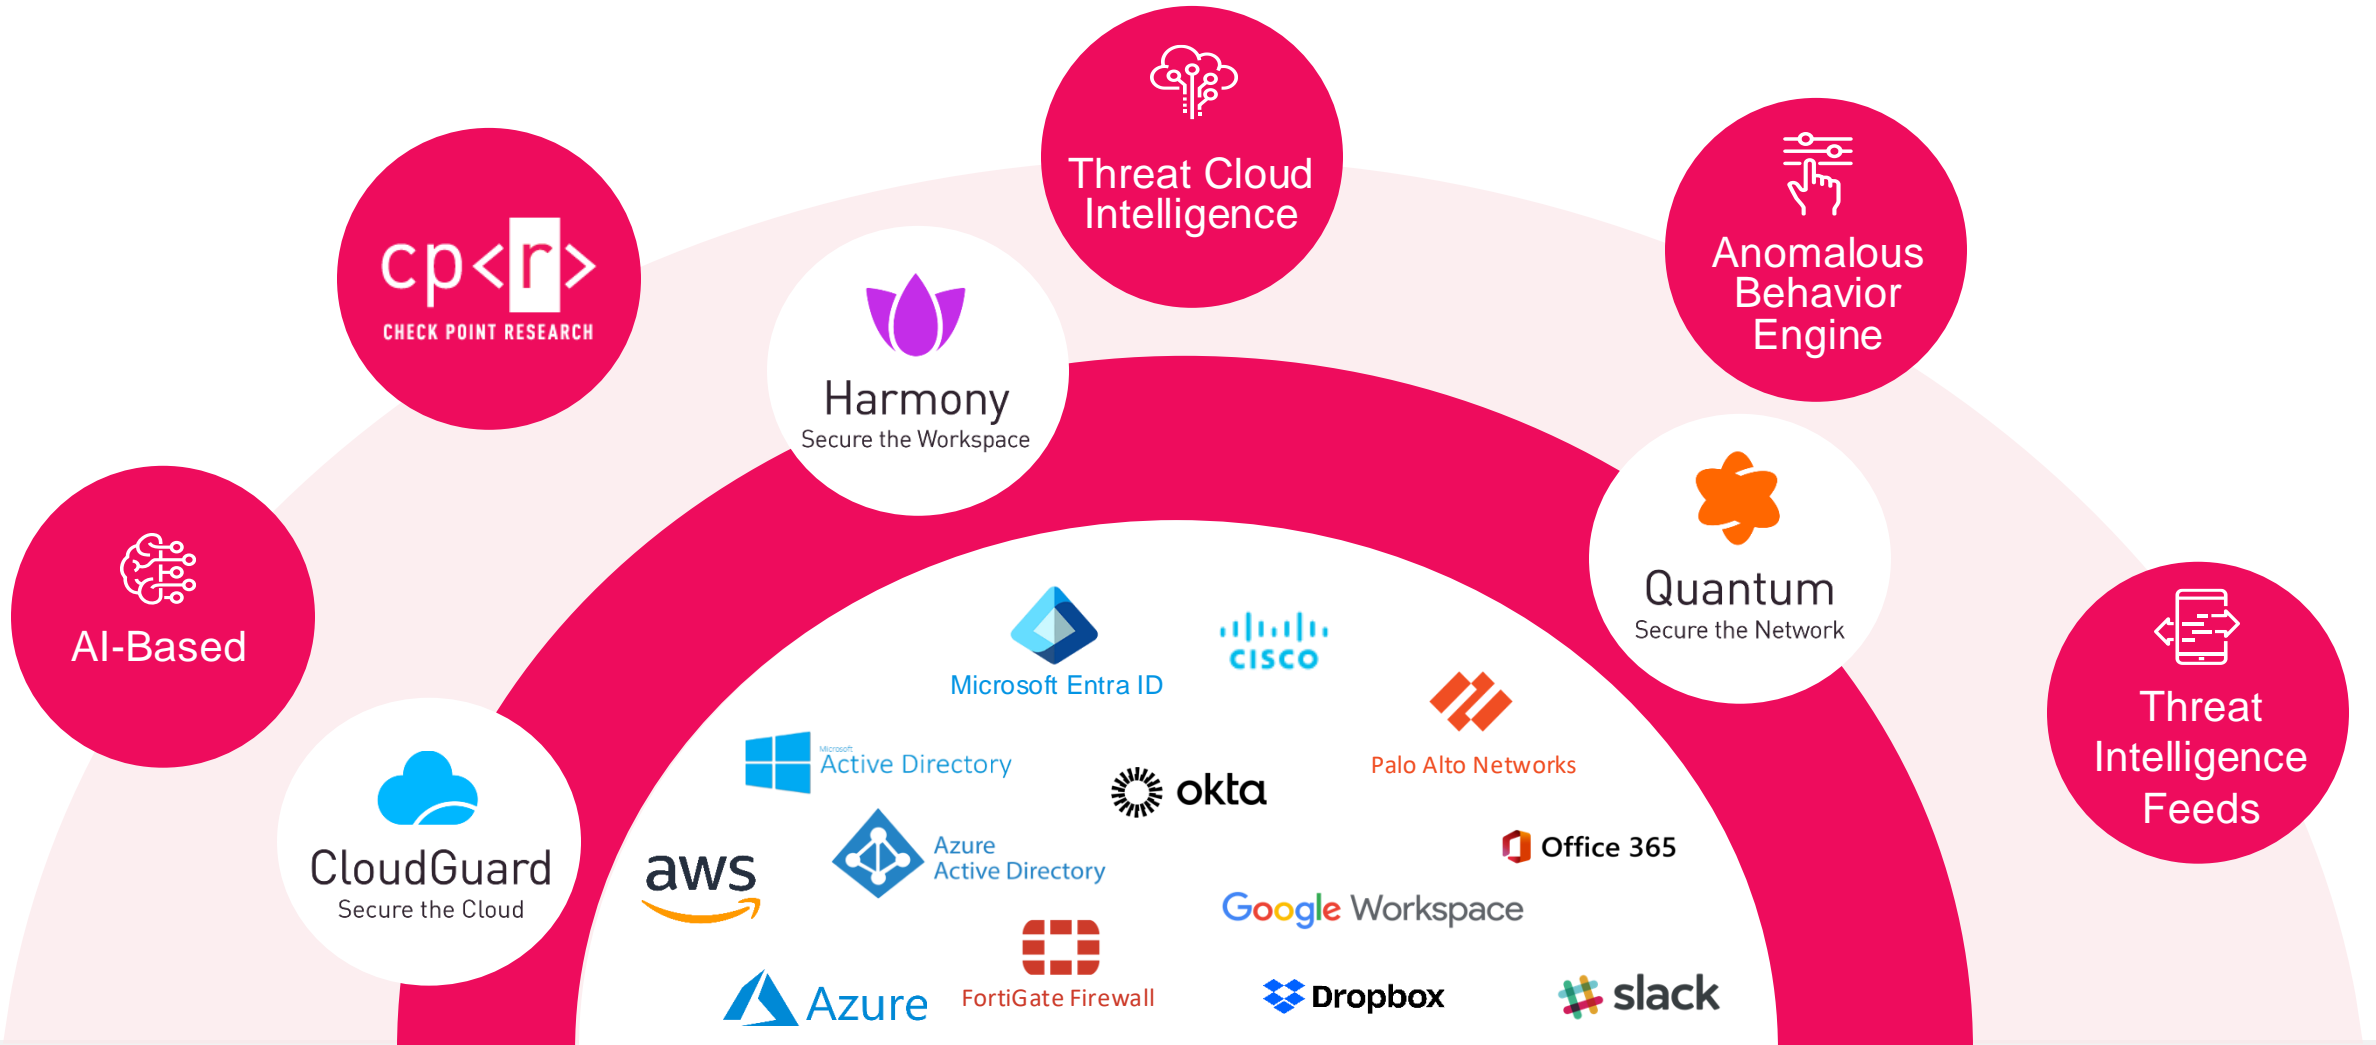 Threat Cloud
Intelligence
Anomalous
Behavior
Engine
cp<r>
CHECK POINT RESEARCH
Harmony
Secure the Workspace
AI-Based
Quantum
Secure the Network
Threat
Intelligence
Feeds
CloudGuard
Secure the Cloud
Microsoft Entra ID
CISCO
Palo Alto Networks
Microsoft
Active Directory
okta
Azure
Active Directory
Office 365
aws
Google Workspace
FortiGate Firewall
Azure
Dropbox
slack